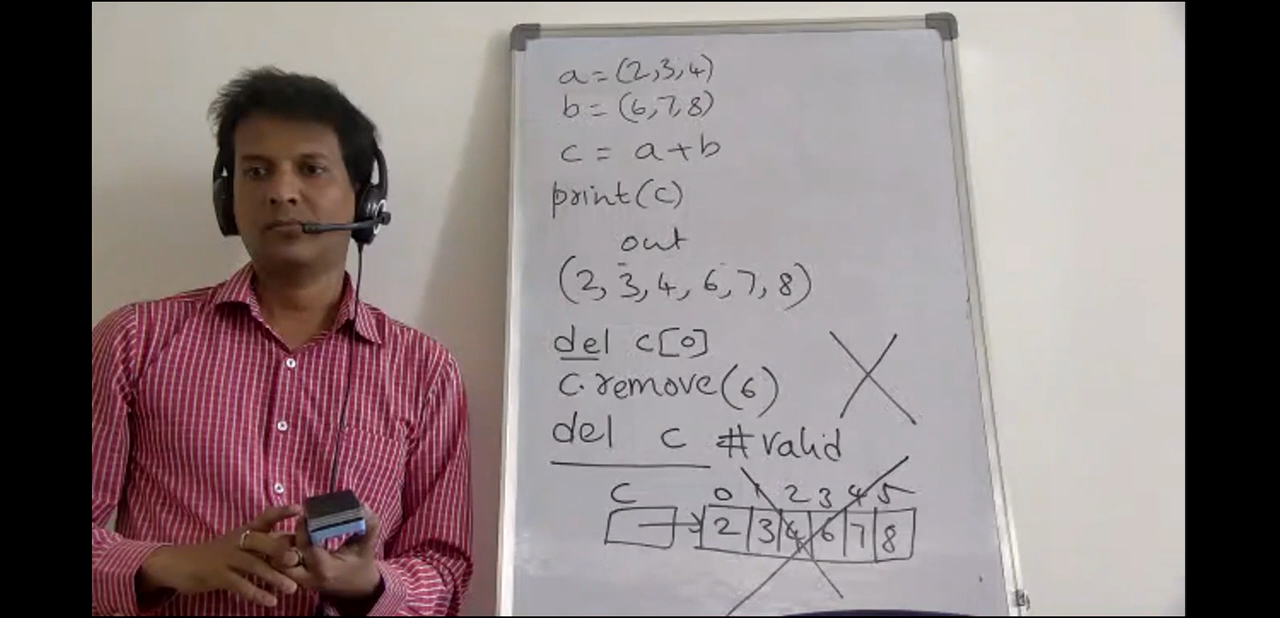 a = (2,3,4)
b = (6,7,8)
c = a + b
print(c)
out
(2, 3, 4, 6, 7, 8)
del c[0]
c.remove(6)
del c #valid
c 0 1 2 3 4 5
2 3 4 6 7 8